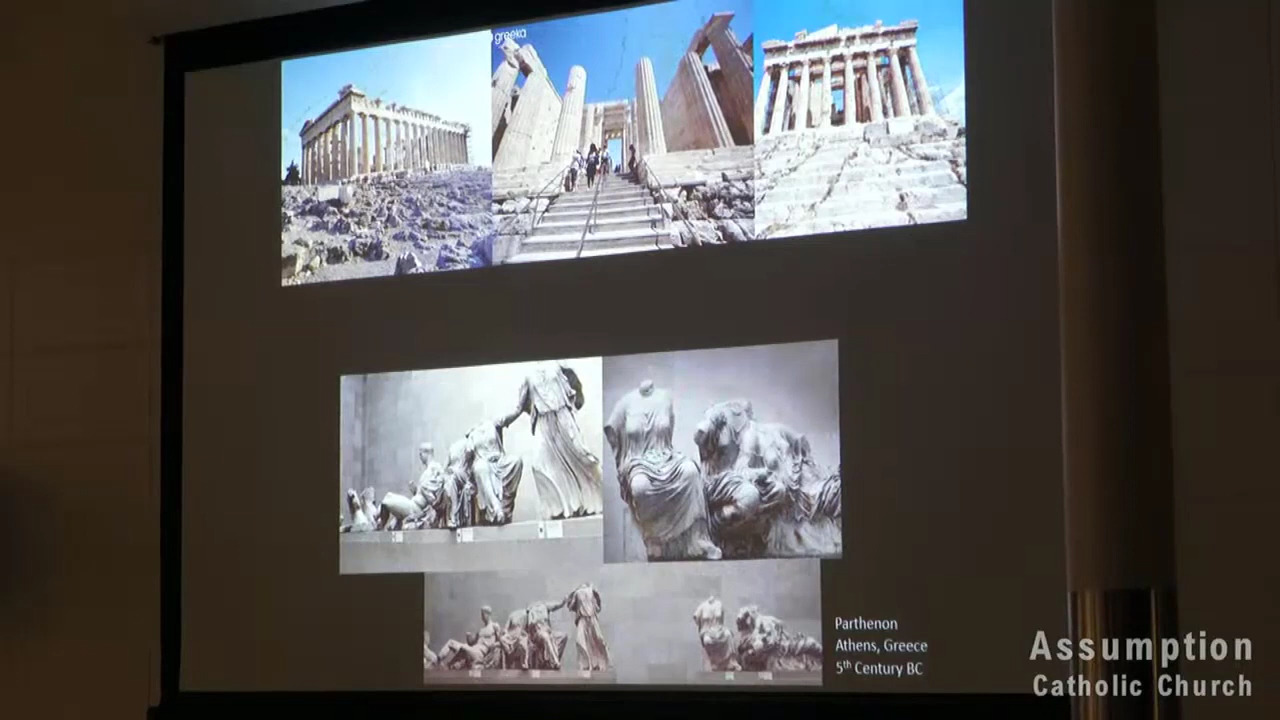 greeka
Parthenon
Athens, Greece
5th Century BC
Assumption
Catholic Church